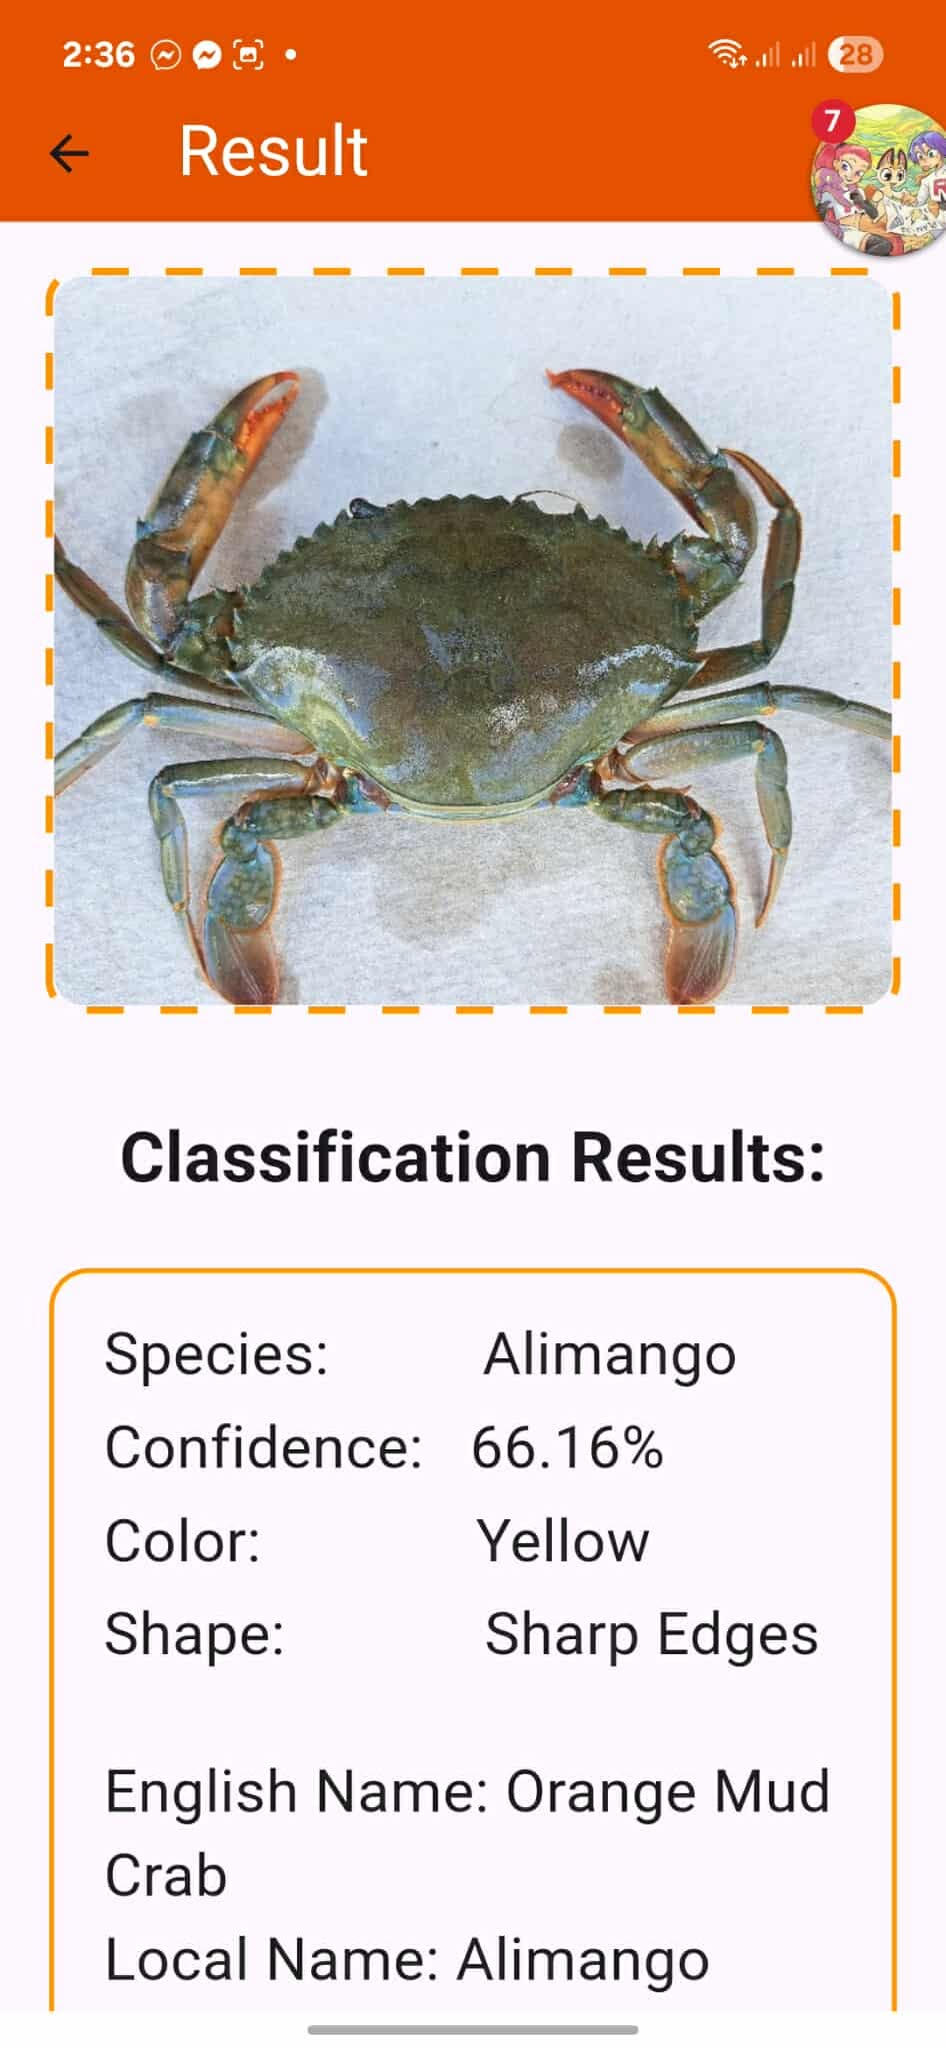 2:36
28
Result
7
Classification Results:
Species: Alimango
Confidence: 66.16%
Color: Yellow
Shape: Sharp Edges
English Name: Orange Mud
Crab
Local Name: Alimango